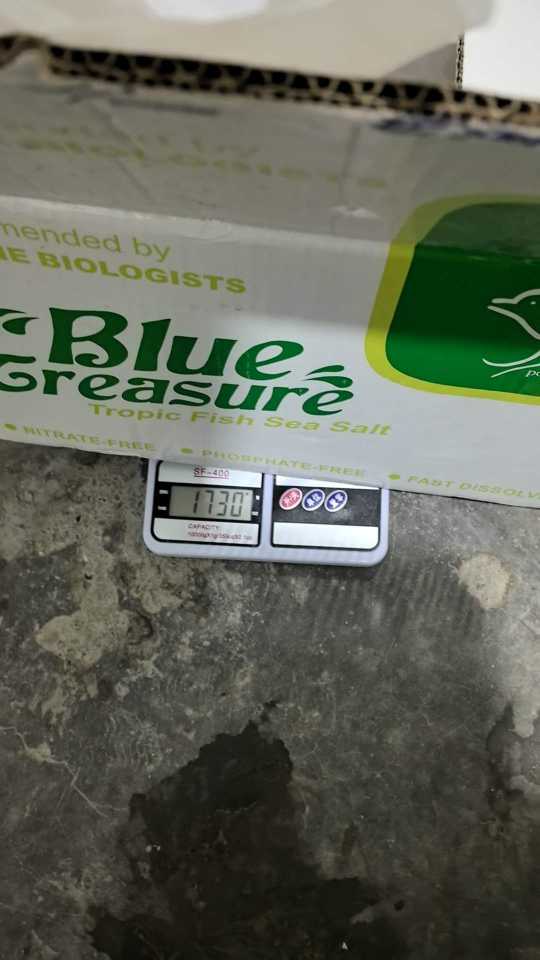 mended by
NE BIOLOGISTS
Blue
Treasure
Tropic Fish Sea Salt
• NITRATE-FREE • PHOSPHATE-FREE • FAST DISSOLV
SF-400
1730
CAPACITY: